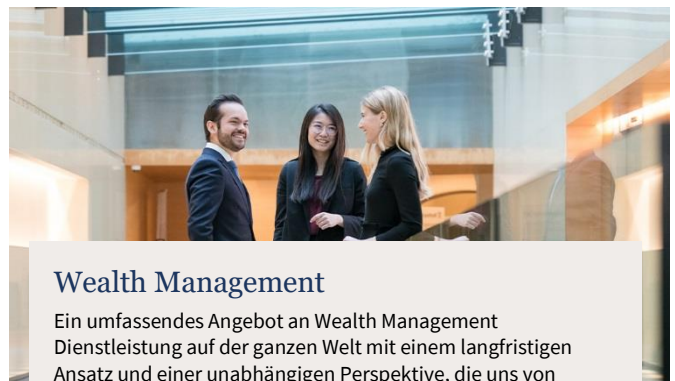 Wealth Management
Ein umfassendes Angebot an Wealth Management
Dienstleistung auf der ganzen Welt mit einem langfristigen
Ansatz und einer unabhängigen Perspektive, die uns von